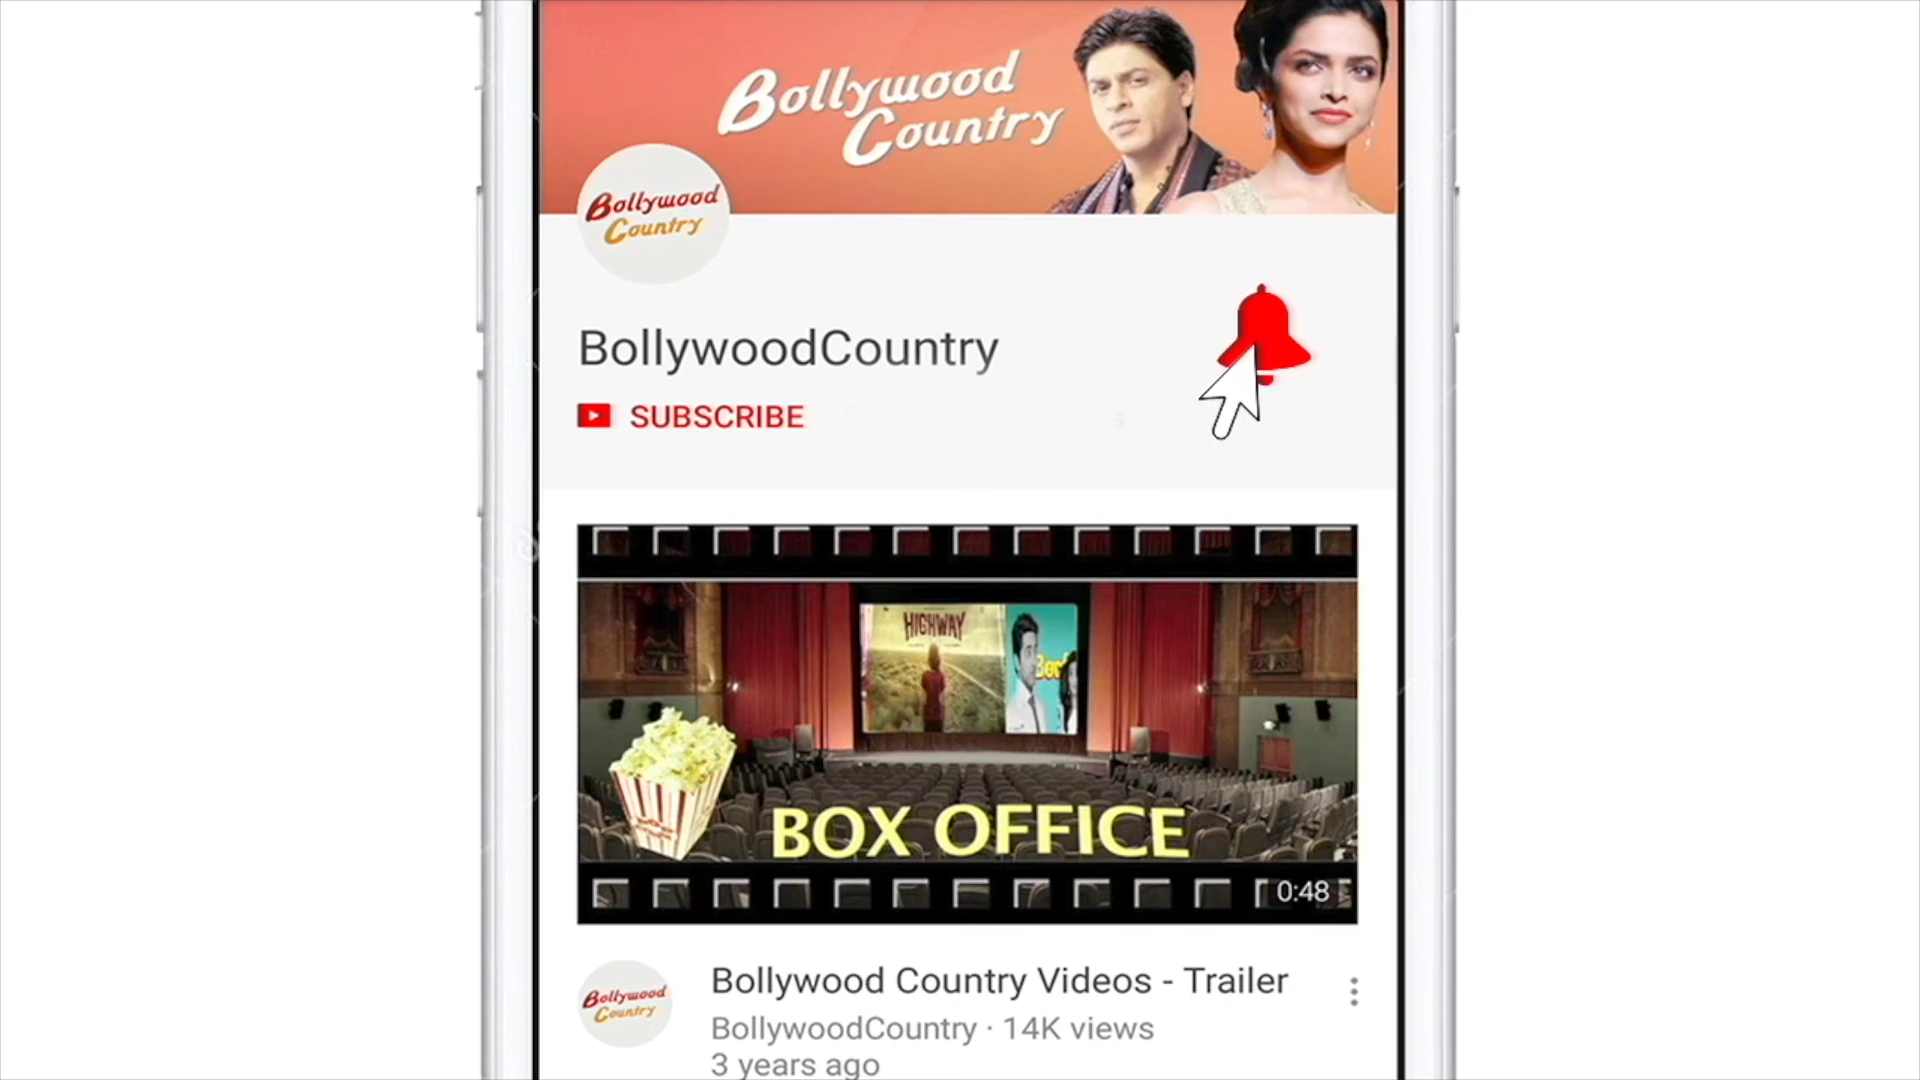 Bollywood
Country
Bollywood
Country
BollywoodCountry
SUBSCRIBE
HIGHWAY
BOX OFFICE
0:48
Bollywood
Country
Bollywood Country Videos - Trailer
BollywoodCountry · 14K views
3 years ago